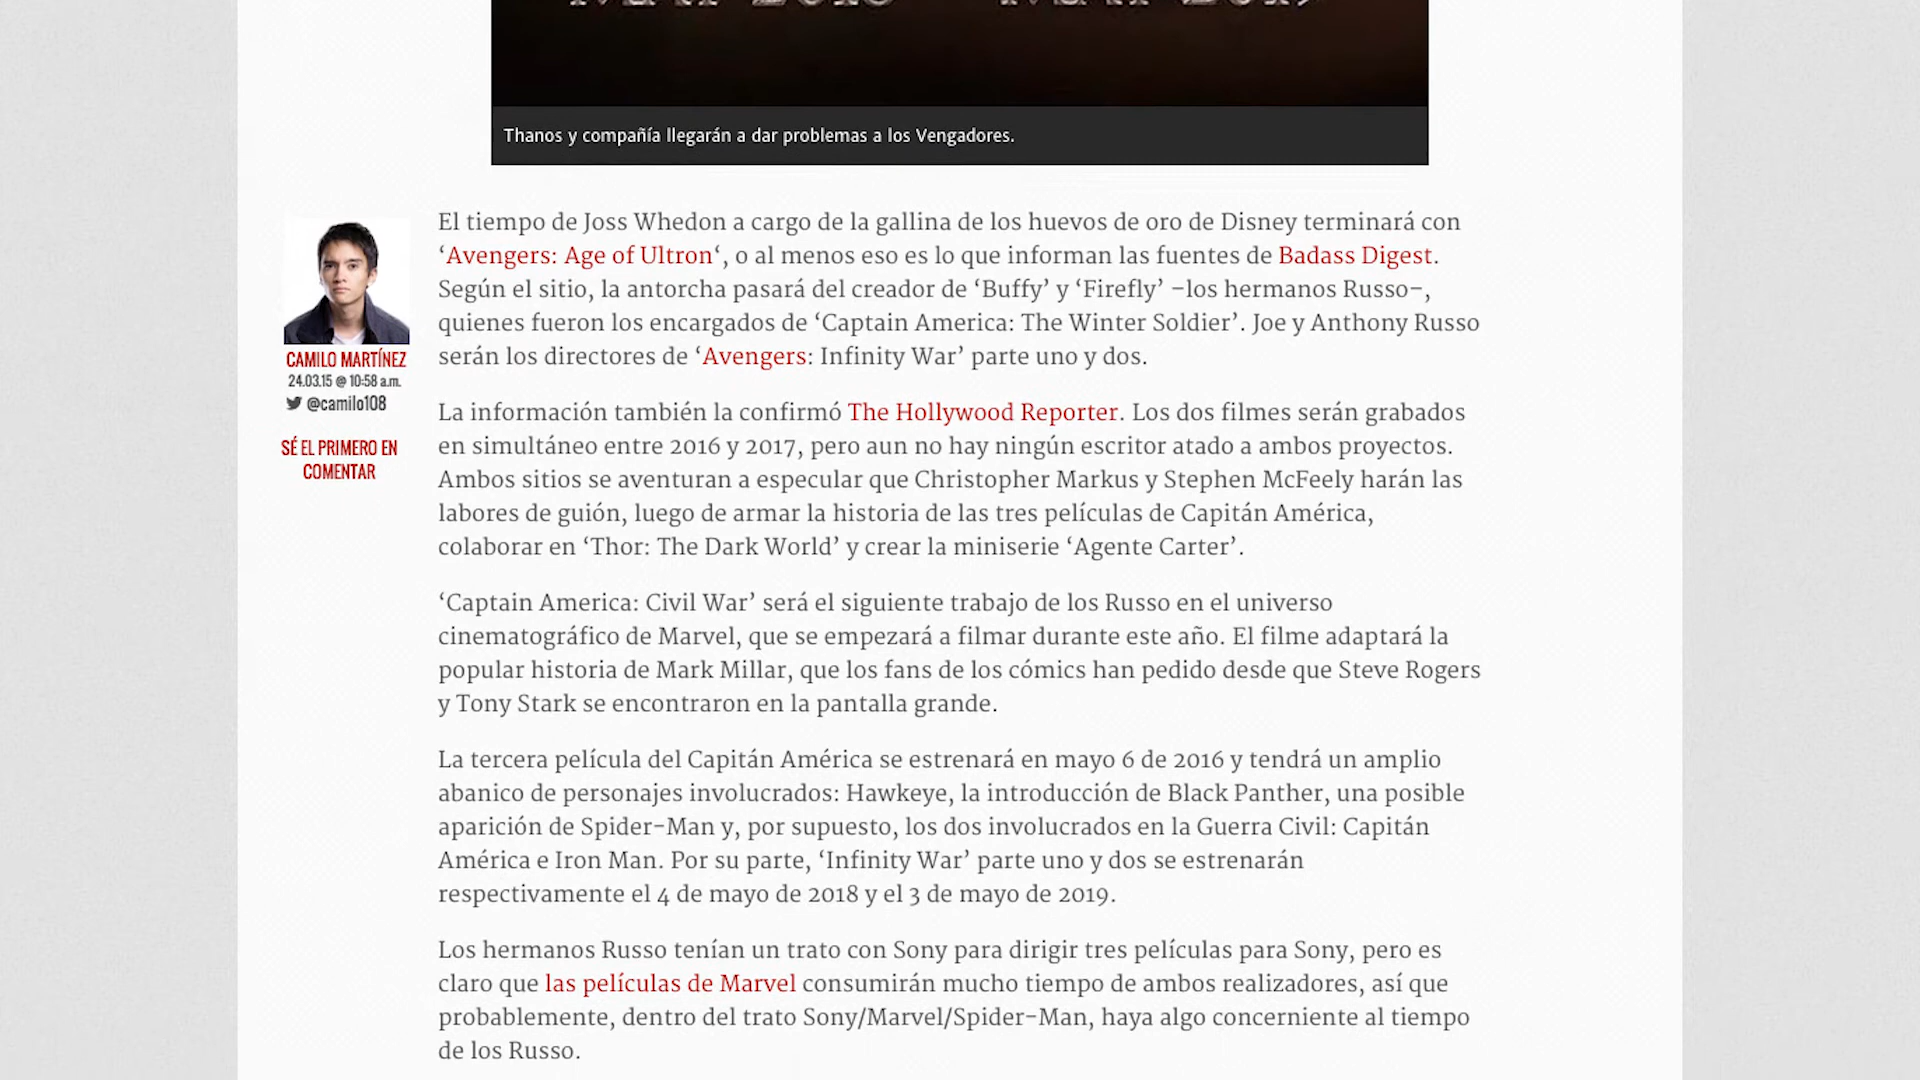 Thanos y compañía llegarán a dar problemas a los Vengadores.
El tiempo de Joss Whedon a cargo de la gallina de los huevos de oro de Disney terminará con
‘Avengers: Age of Ultron‘, o al menos eso es lo que informan las fuentes de Badass Digest.
Según el sitio, la antorcha pasará del creador de ‘Buffy’ y ‘Firefly’ –los hermanos Russo–,
quienes fueron los encargados de ‘Captain America: The Winter Soldier’. Joe y Anthony Russo
serán los directores de ‘Avengers: Infinity War’ parte uno y dos.
CAMILO MARTÍNEZ
24.03.15 @ 10:58 a.m.
@camilo108
SÉ EL PRIMERO EN
COMENTAR
La información también la confirmó The Hollywood Reporter. Los dos filmes serán grabados
en simultáneo entre 2016 y 2017, pero aun no hay ningún escritor atado a ambos proyectos.
Ambos sitios se aventuran a especular que Christopher Markus y Stephen McFeely harán las
labores de guión, luego de armar la historia de las tres películas de Capitán América,
colaborar en ‘Thor: The Dark World’ y crear la miniserie ‘Agente Carter’.
‘Captain America: Civil War’ será el siguiente trabajo de los Russo en el universo
cinematográfico de Marvel, que se empezará a filmar durante este año. El filme adaptará la
popular historia de Mark Millar, que los fans de los cómics han pedido desde que Steve Rogers
y Tony Stark se encontraron en la pantalla grande.
La tercera película del Capitán América se estrenará en mayo 6 de 2016 y tendrá un amplio
abanico de personajes involucrados: Hawkeye, la introducción de Black Panther, una posible
aparición de Spider-Man y, por supuesto, los dos involucrados en la Guerra Civil: Capitán
América e Iron Man. Por su parte, ‘Infinity War’ parte uno y dos se estrenarán
respectivamente el 4 de mayo de 2018 y el 3 de mayo de 2019.
Los hermanos Russo tenían un trato con Sony para dirigir tres películas para Sony, pero es
claro que las películas de Marvel consumirán mucho tiempo de ambos realizadores, así que
probablemente, dentro del trato Sony/Marvel/Spider-Man, haya algo concerniente al tiempo
de los Russo.